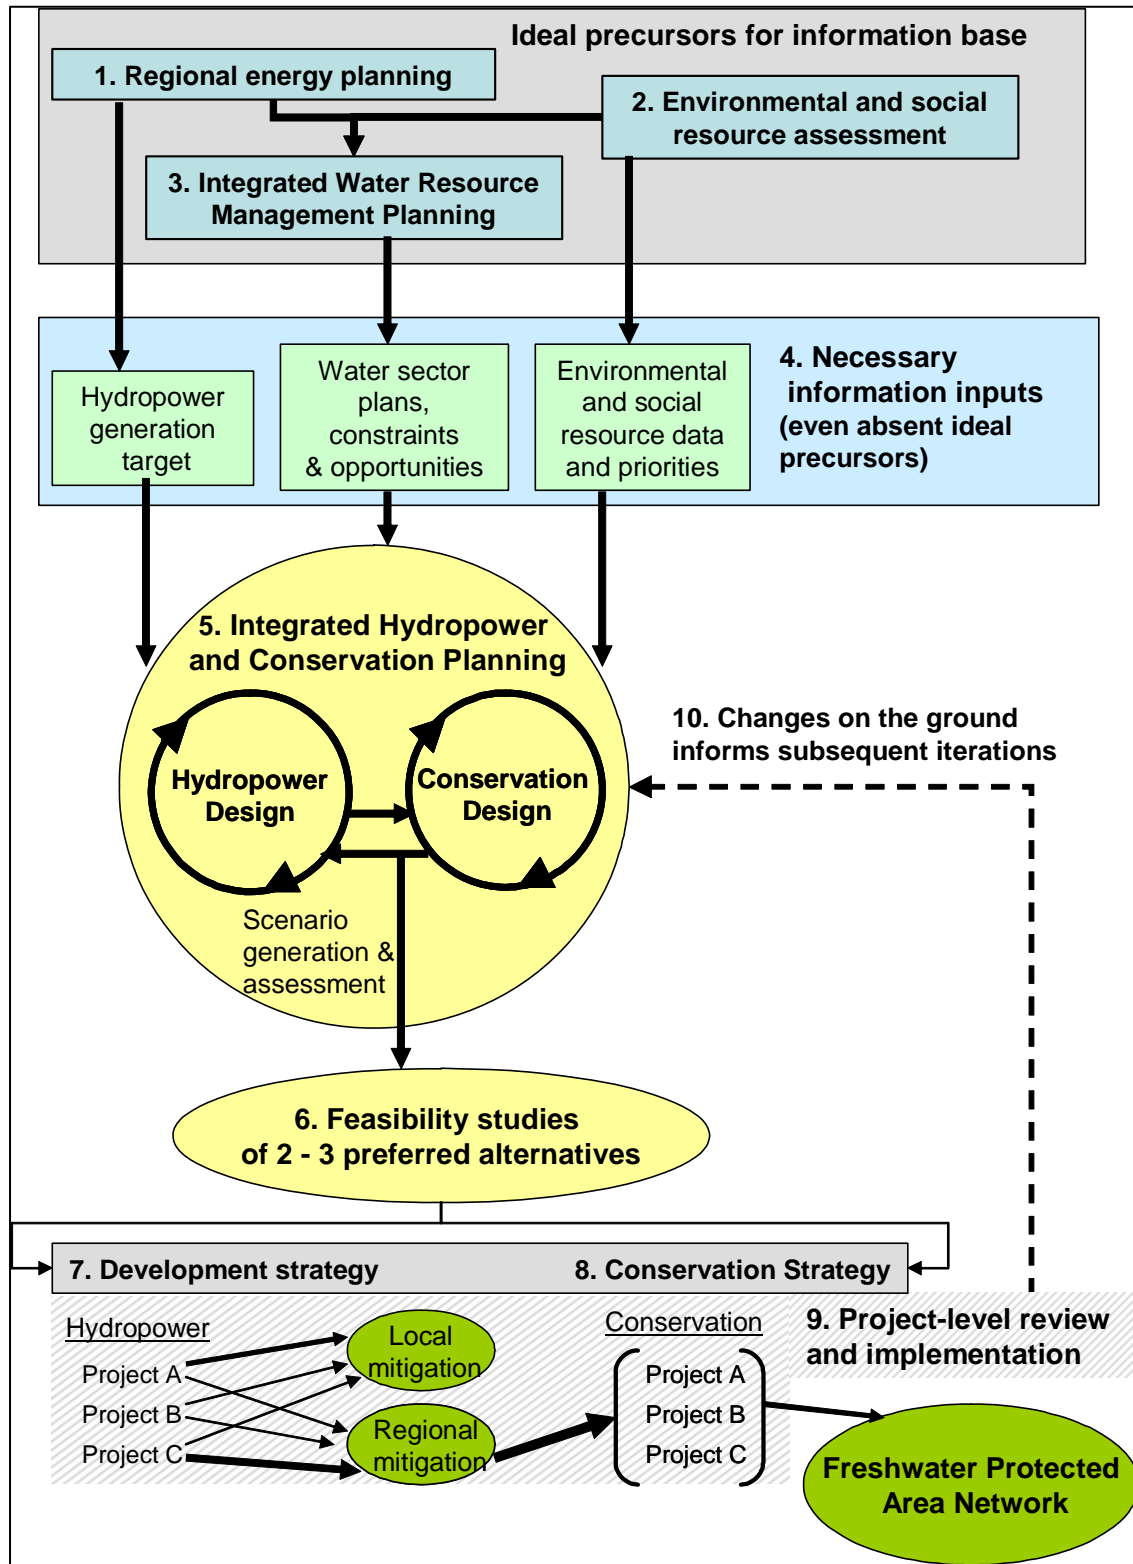 Ideal precursors for information base
1. Regional energy planning
2. Environmental and social
resource assessment
3. Integrated Water Resource
Management Planning
Hydropower
generation
target
Water sector
plans,
constraints
& opportunities
Environmental
and social
resource data
and priorities
4. Necessary
information inputs
(even absent ideal
precursors)
5. Integrated Hydropower
and Conservation Planning
Hydropower
Design
Conservation
Design
Scenario
generation &
assessment
10. Changes on the ground
informs subsequent iterations
6. Feasibility studies
of 2 - 3 preferred alternatives
7. Development strategy
8. Conservation Strategy
Hydropower
Project A
Project B
Project C
Local
mitigation
Regional
mitigation
Conservation
Project A
Project B
Project C
9. Project-level review
and implementation
Freshwater Protected
Area Network